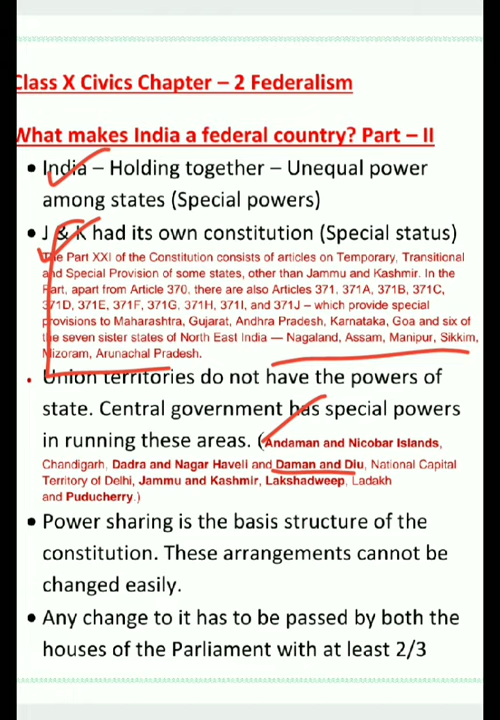 Class X Civics Chapter – 2 Federalism
What makes India a federal country? Part – II
• India – Holding together – Unequal power
among states (Special powers)
• J & K had its own constitution (Special status)
The Part XXI of the Constitution consists of articles on Temporary, Transitional
and Special Provision of some states, other than Jammu and Kashmir. In the
Part, apart from Article 370, there are also Articles 371. 371A, 371B, 371C,
371D, 371E, 371F, 371G, 371H, 371I, and 371J – which provide special
provisions to Maharashtra, Gujarat, Andhra Pradesh, Karnataka, Goa and six of
the seven sister states of North East India — Nagaland, Assam, Manipur, Sikkim,
Mizoram, Arunachal Pradesh.
• Union territories do not have the powers of
state. Central government has special powers
in running these areas. (Andaman and Nicobar Islands,
Chandigarh, Dadra and Nagar Haveli and Daman and Diu, National Capital
Territory of Delhi, Jammu and Kashmir, Lakshadweep, Ladakh
and Puducherry.)
• Power sharing is the basis structure of the
constitution. These arrangements cannot be
changed easily.
• Any change to it has to be passed by both the
houses of the Parliament with at least 2/3